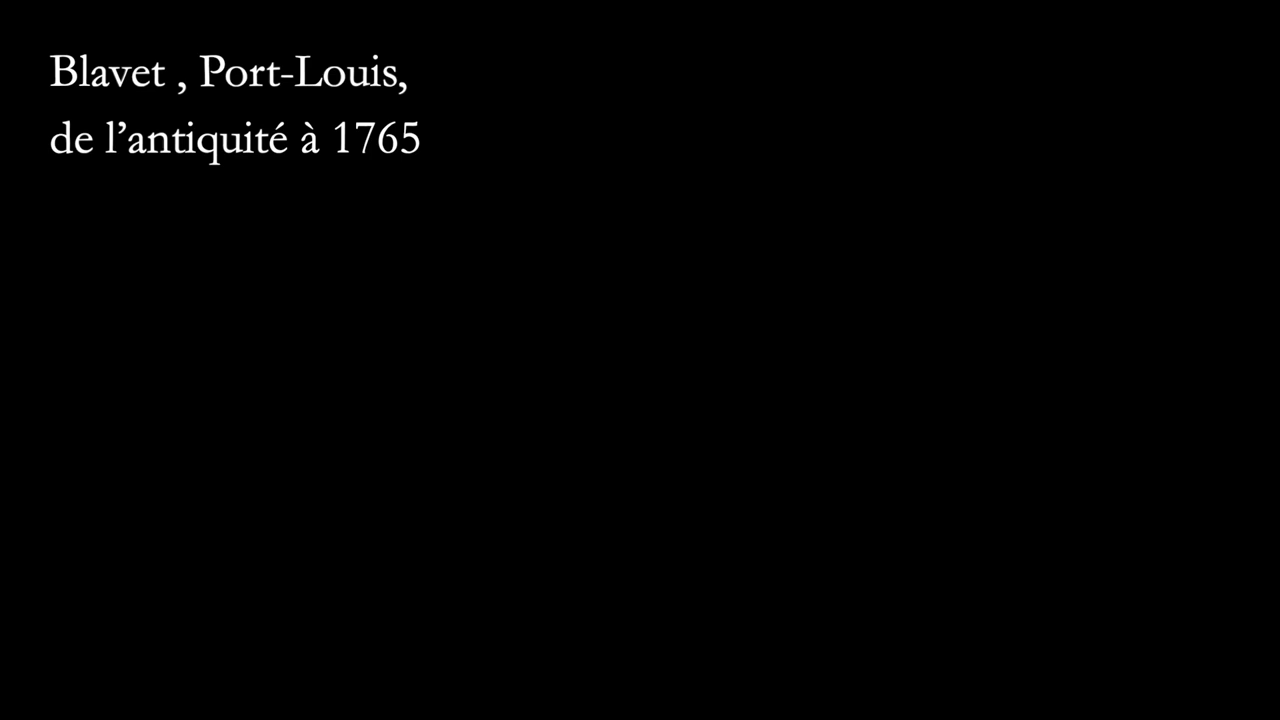 Blavet , Port-Louis,
de l’antiquité à 1765